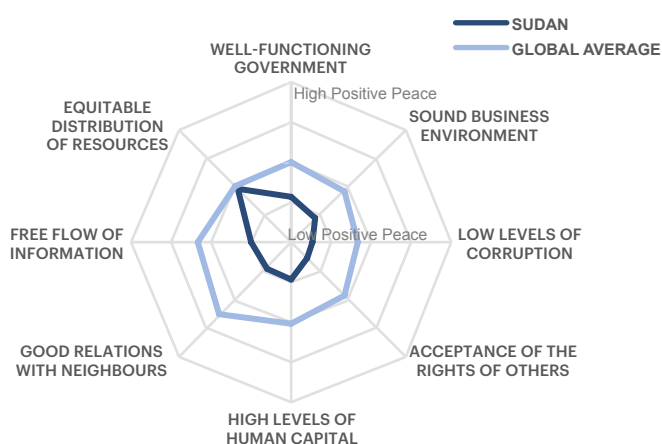 SUDAN
GLOBAL AVERAGE
WELL-FUNCTIONING
GOVERNMENT
High Positive Peace
EQUITABLE
DISTRIBUTION
OF RESOURCES
SOUND BUSINESS
ENVIRONMENT
FREE FLOW OF
INFORMATION
Low Positive Peace
LOW LEVELS OF
CORRUPTION
GOOD RELATIONS
WITH NEIGHBOURS
ACCEPTANCE OF THE
RIGHTS OF OTHERS
HIGH LEVELS OF
HUMAN CAPITAL